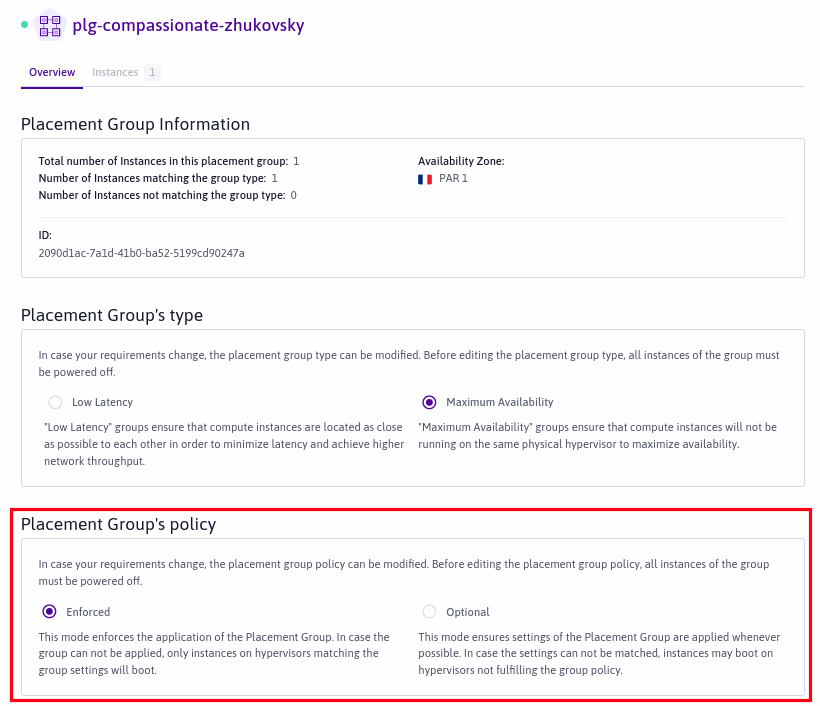 plg-compassionate-zhukovsky
Overview Instances 1
Placement Group Information
Total number of Instances in this placement group: 1
Number of Instances matching the group type: 1
Number of Instances not matching the group type: 0
Availability Zone:
PAR 1
ID:
2090d1ac-7a1d-41b0-ba52-5199cd90247a
Placement Group's type
In case your requirements change, the placement group type can be modified. Before editing the placement group type, all instances of the group must
be powered off.
Low Latency
"Low Latency" groups ensure that compute instances are located as close
as possible to each other in order to minimize latency and achieve higher
network throughput.
Maximum Availability
"Maximum Availability" groups ensure that compute instances will not be
running on the same physical hypervisor to maximize availability.
Placement Group's policy
In case your requirements change, the placement group policy can be modified. Before editing the placement group policy, all instances of the group
must be powered off.
Enforced
This mode enforces the application of the Placement Group. In case the
group can not be applied, only instances on hypervisors matching the
group settings will boot.
Optional
This mode ensures settings of the Placement Group are applied whenever
possible. In case the settings can not be matched, instances may boot on
hypervisors not fulfilling the group policy.